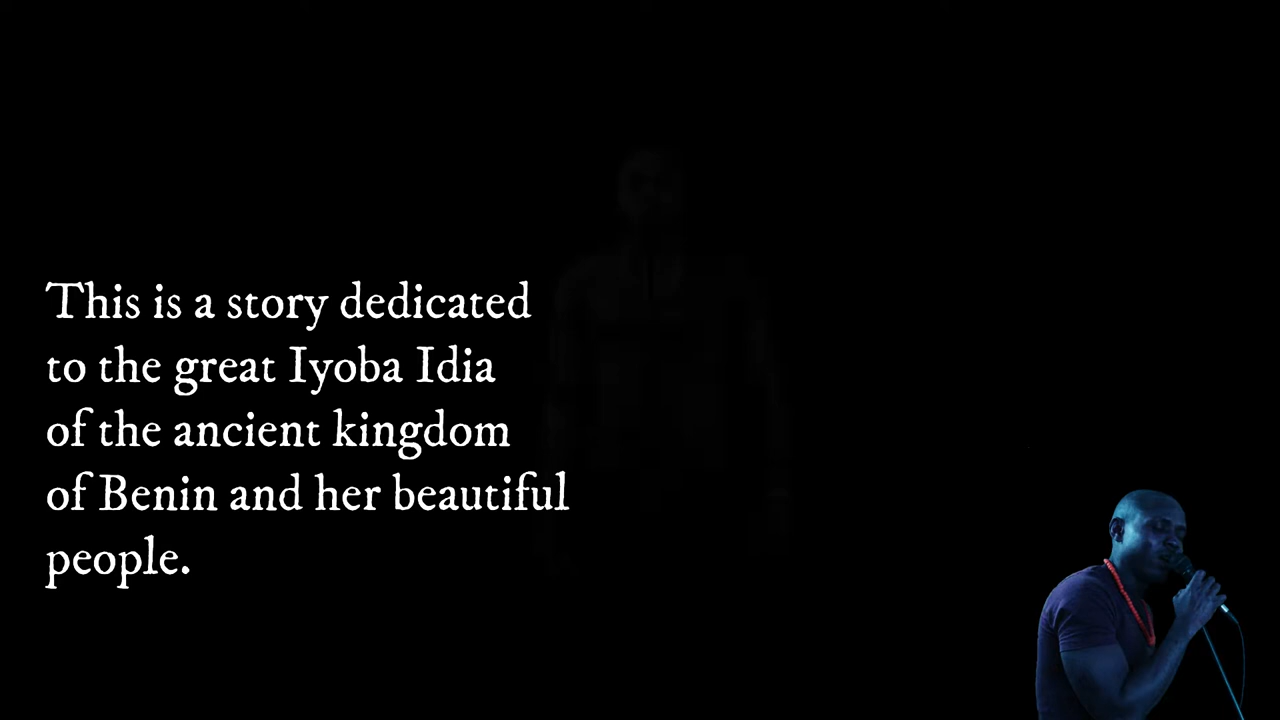 This is a story dedicated
to the great Iyoba Idia
of the ancient kingdom
of Benin and her beautiful
people.